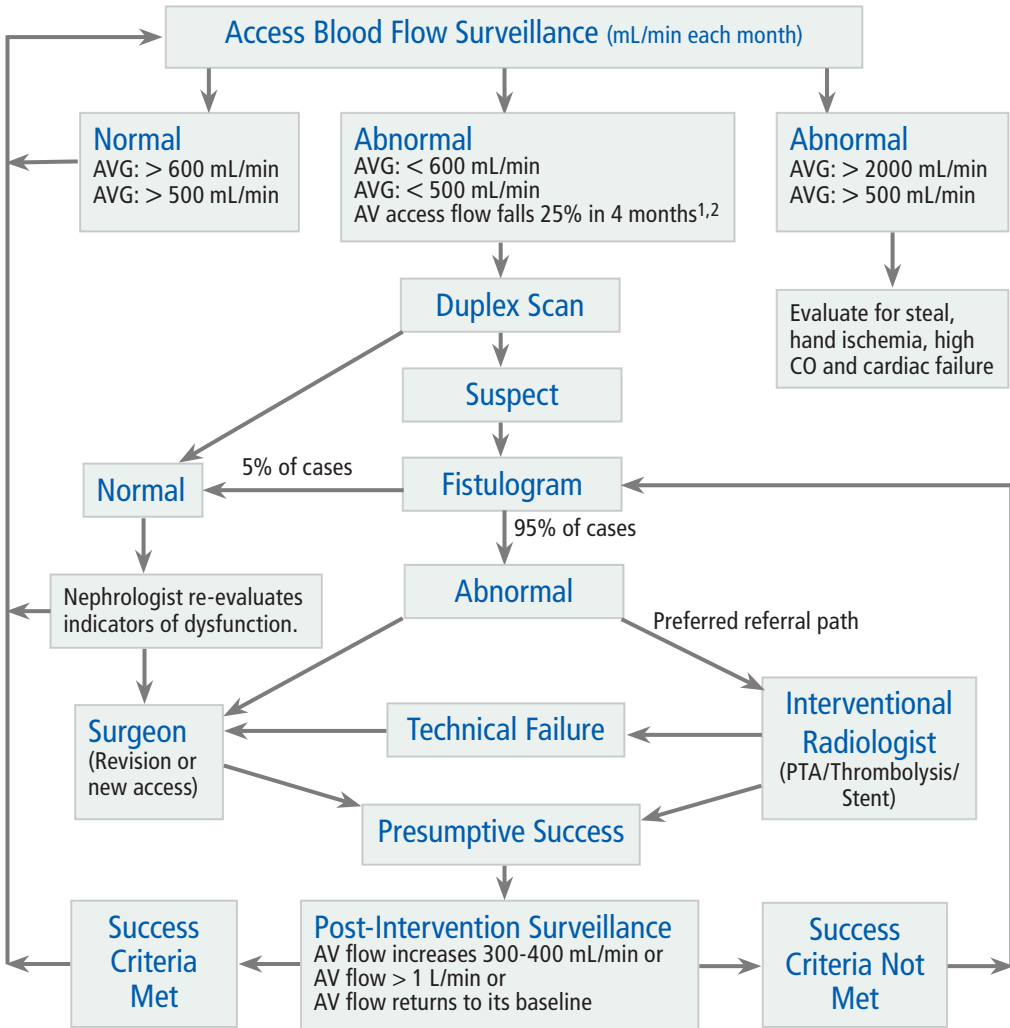 Access Blood Flow Surveillance (mL/min each month)
Normal
AVG: > 600 mL/min
AVG: > 500 mL/min
Abnormal
AVG: < 600 mL/min
AVG: < 500 mL/min
AV access flow falls 25% in 4 months1,2
Abnormal
AVG: > 2000 mL/min
AVG: > 500 mL/min
Duplex Scan
Evaluate for steal,
hand ischemia, high
CO and cardiac failure
Suspect
5% of cases
Normal
Fistulogram
95% of cases
Nephrologist re-evaluates
indicators of dysfunction.
Abnormal
Preferred referral path
Surgeon
(Revision or
new access)
Technical Failure
Interventional
Radiologist
(PTA/Thrombolysis/
Stent)
Presumptive Success
Success
Criteria
Met
Post-Intervention Surveillance
AV flow increases 300-400 mL/min or
AV flow > 1 L/min or
AV flow returns to its baseline
Success
Criteria Not
Met